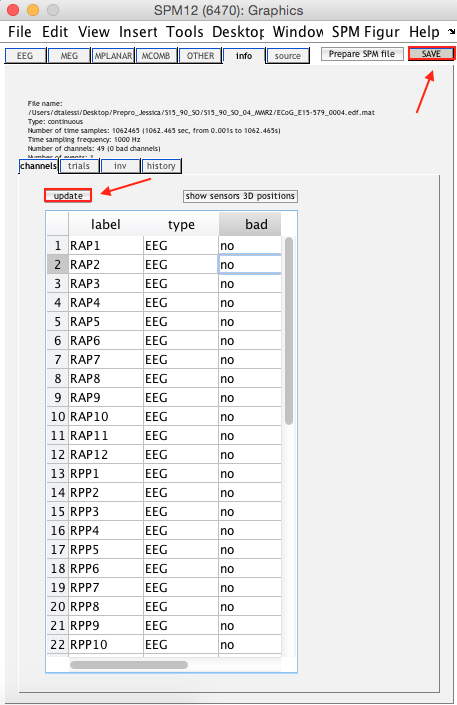 SPM12 (6470): Graphics
File Edit View Insert Tools Desktop Window SPM Figur Help
EEG MEG MPLANAR MCOMB OTHER info source Prepare SPM file SAVE
File name:
/Users/dtalessi/Desktop/Prepro_Jessica/S15_90_SO/S15_90_SO_04_MWR2/ECoG_E15-579_0004.edf.mat
Type: continuous
Number of time samples: 1062465 (1062.465 sec, from 0.001s to 1062.465s)
Time sampling frequency: 1000 Hz
Number of channels: 49 (0 bad channels)
Number of events: 1
channels trials inv history
update show sensors 3D positions
label type bad
1 RAP1 EEG no
2 RAP2 EEG no
3 RAP3 EEG no
4 RAP4 EEG no
5 RAP5 EEG no
6 RAP6 EEG no
7 RAP7 EEG no
8 RAP8 EEG no
9 RAP9 EEG no
10 RAP10 EEG no
11 RAP11 EEG no
12 RAP12 EEG no
13 RPP1 EEG no
14 RPP2 EEG no
15 RPP3 EEG no
16 RPP4 EEG no
17 RPP5 EEG no
18 RPP6 EEG no
19 RPP7 EEG no
20 RPP8 EEG no
21 RPP9 EEG no
22 RPP10 EEG no